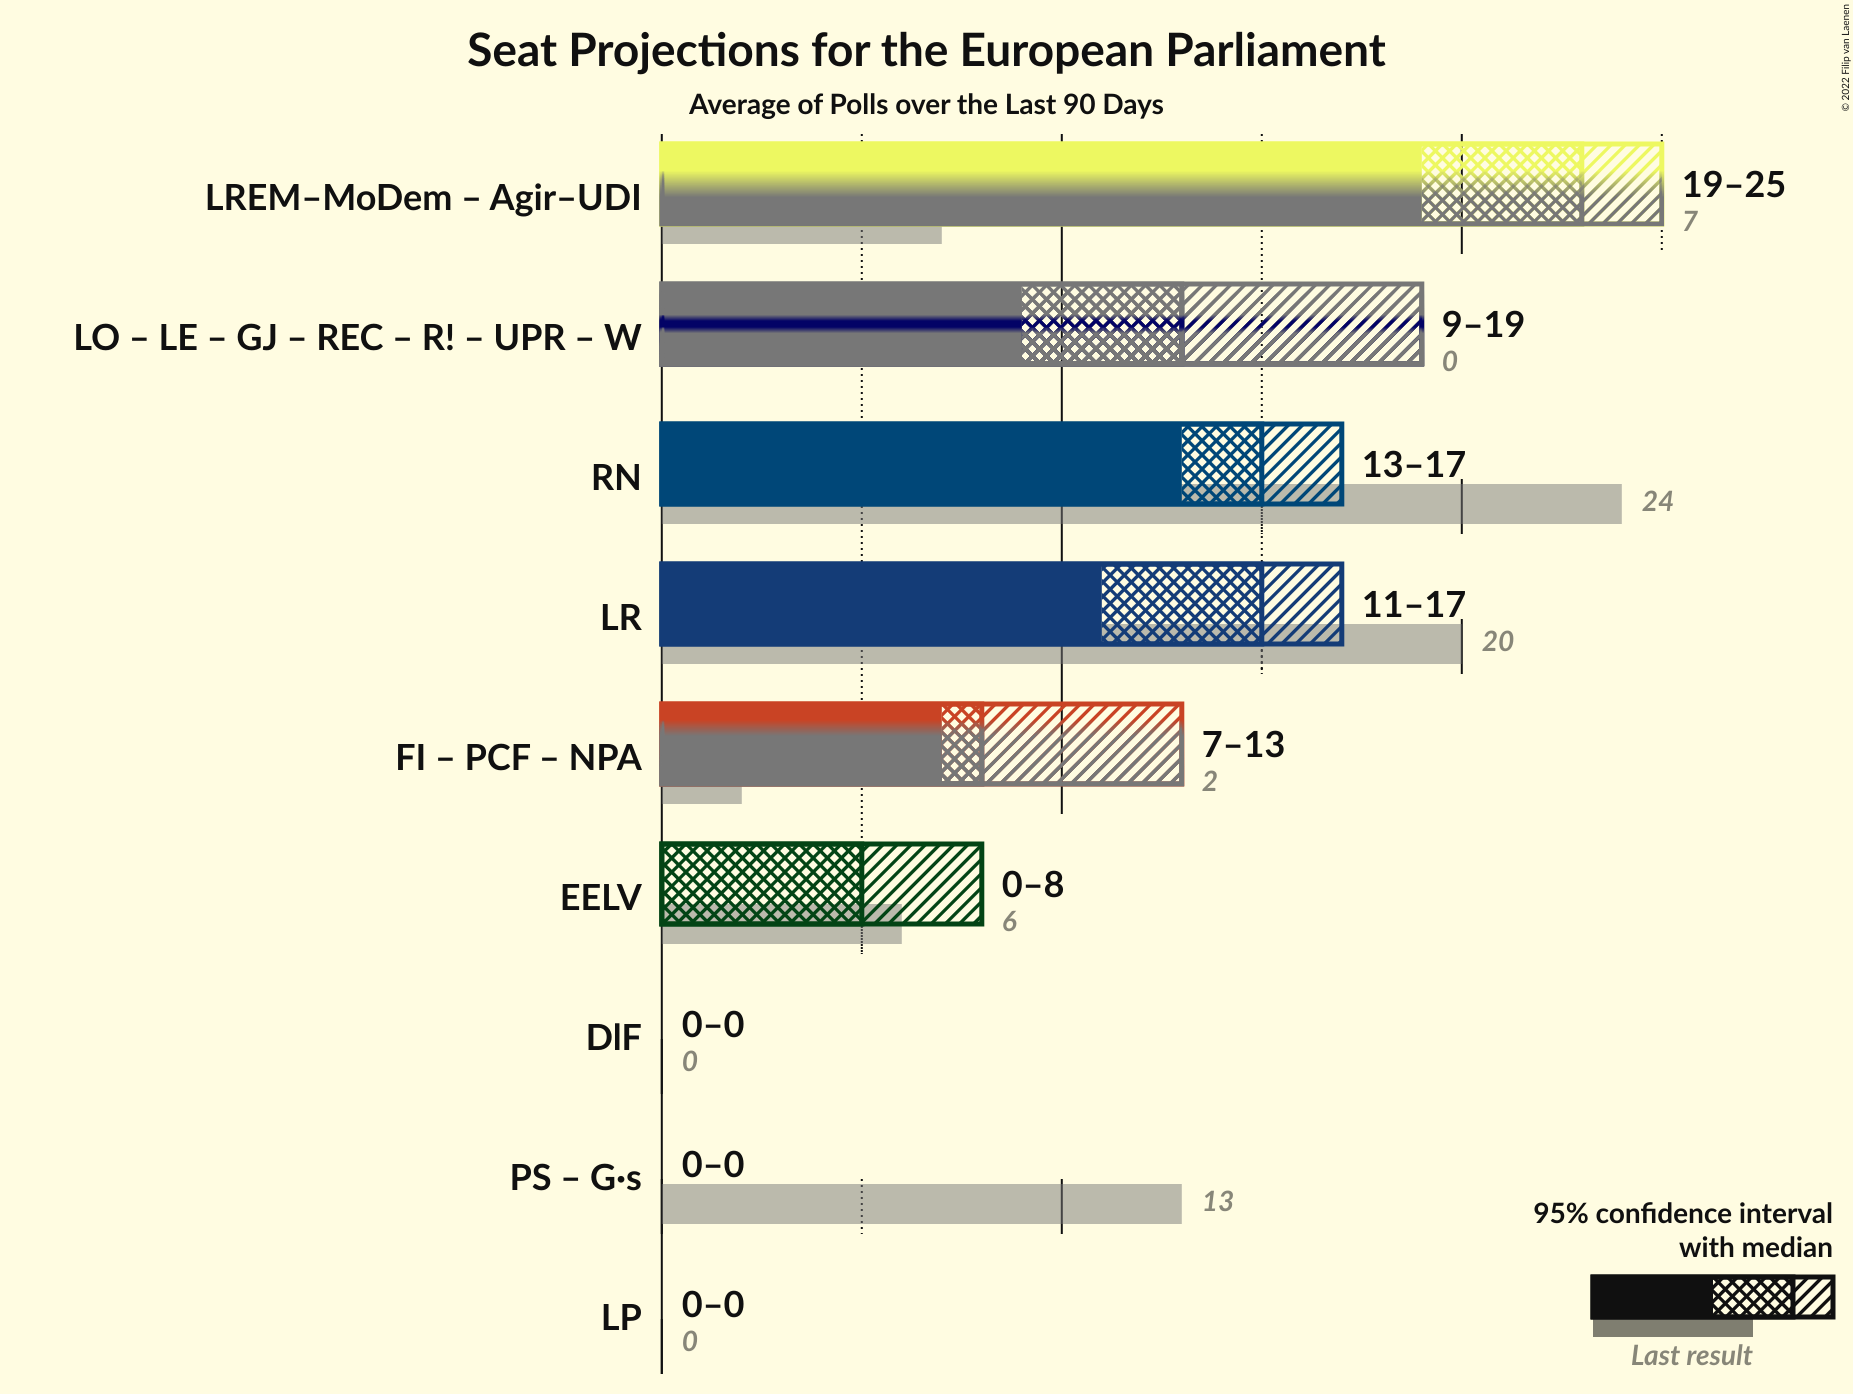 Seat Projections for the European Parliament
Average of Polls over the Last 90 Days
© 2022 Filip van Laenen
LREM–MoDem – Agir–UDI
19–25
7
LO – LE – GJ – REC – R! – UPR – W
9–19
0
RN
13–17
24
LR
11–17
20
FI – PCF – NPA
7–13
2
EELV
0–8
6
DlF
0–0
0
PS – G·s
0–0
13
LP
0–0
0
95% confidence interval
with median
Last result